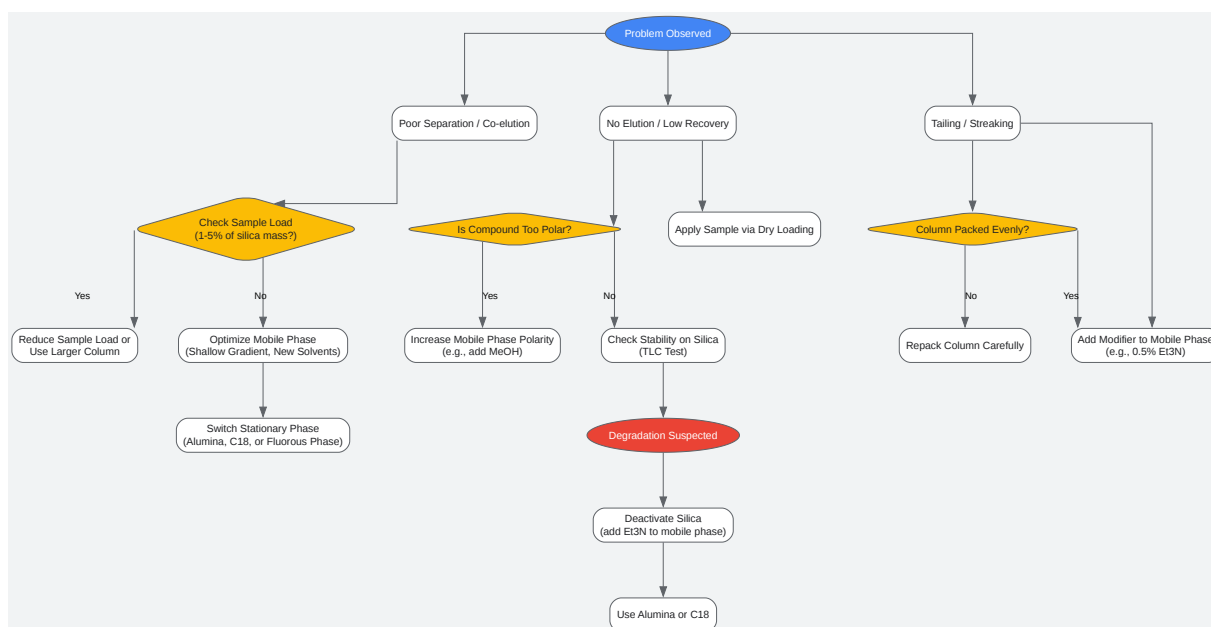 Problem Observed
Poor Separation / Co-elution
No Elution / Low Recovery
Tailing / Streaking
Check Sample Load
(1-5% of silica mass?)
Is Compound Too Polar?
Apply Sample via Dry Loading
Column Packed Evenly?
Yes
No
Yes
No
No
Yes
Reduce Sample Load or
Use Larger Column
Optimize Mobile Phase
(Shallow Gradient, New Solvents)
Increase Mobile Phase Polarity
(e.g., add MeOH)
Check Stability on Silica
(TLC Test)
Repack Column Carefully
Add Modifier to Mobile Phase
(e.g., 0.5% Et3N)
Switch Stationary Phase
(Alumina, C18, or Fluorous Phase)
Degradation Suspected
Deactivate Silica
(add Et3N to mobile phase)
Use Alumina or C18